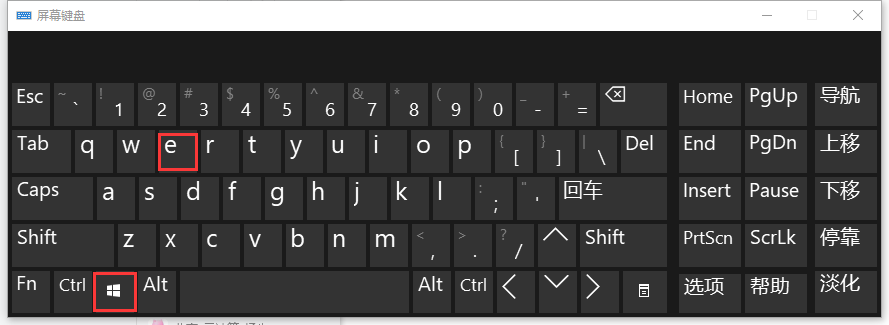 屏幕键盘
Esc ~ ` ! 1 @ 2 # 3 $ 4 % 5 ^ 6 & 7 * 8 ( 9 ) 0 _ - + = Home PgUp 导航
Tab q w e r t y u i o p { [ } ] | \ Del End PgDn 上移
Caps a s d f g h j k l : ; " ' 回车 Insert Pause 下移
Shift z x c v b n m < , > . ? / Shift PrtScn ScrLk 停靠
Fn Ctrl Alt Alt Ctrl 选项 帮助 淡化